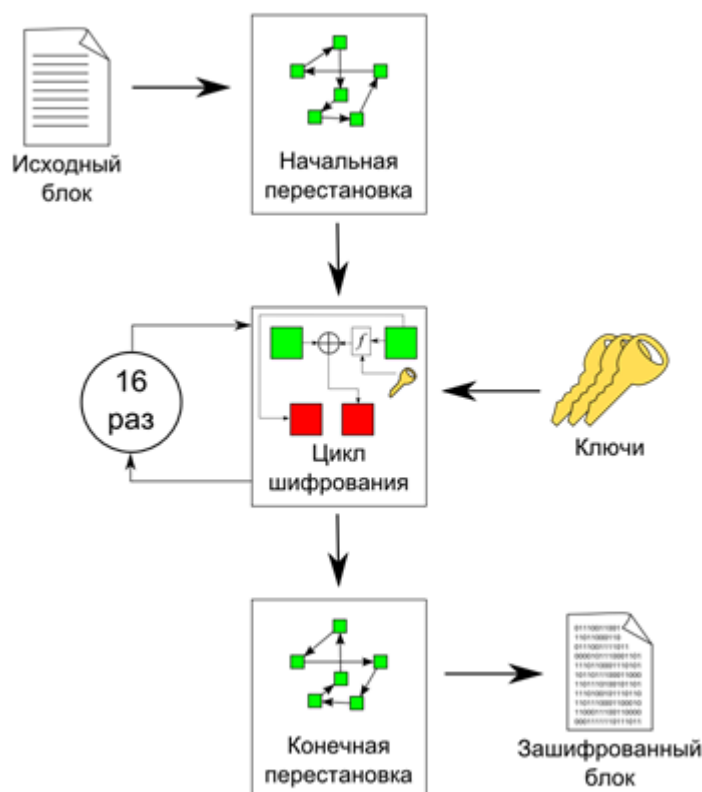 Исходный
блок
Начальная
перестановка
16
раз
f
Цикл
шифрования
Ключи
Конечная
перестановка
Зашифрованный
блок